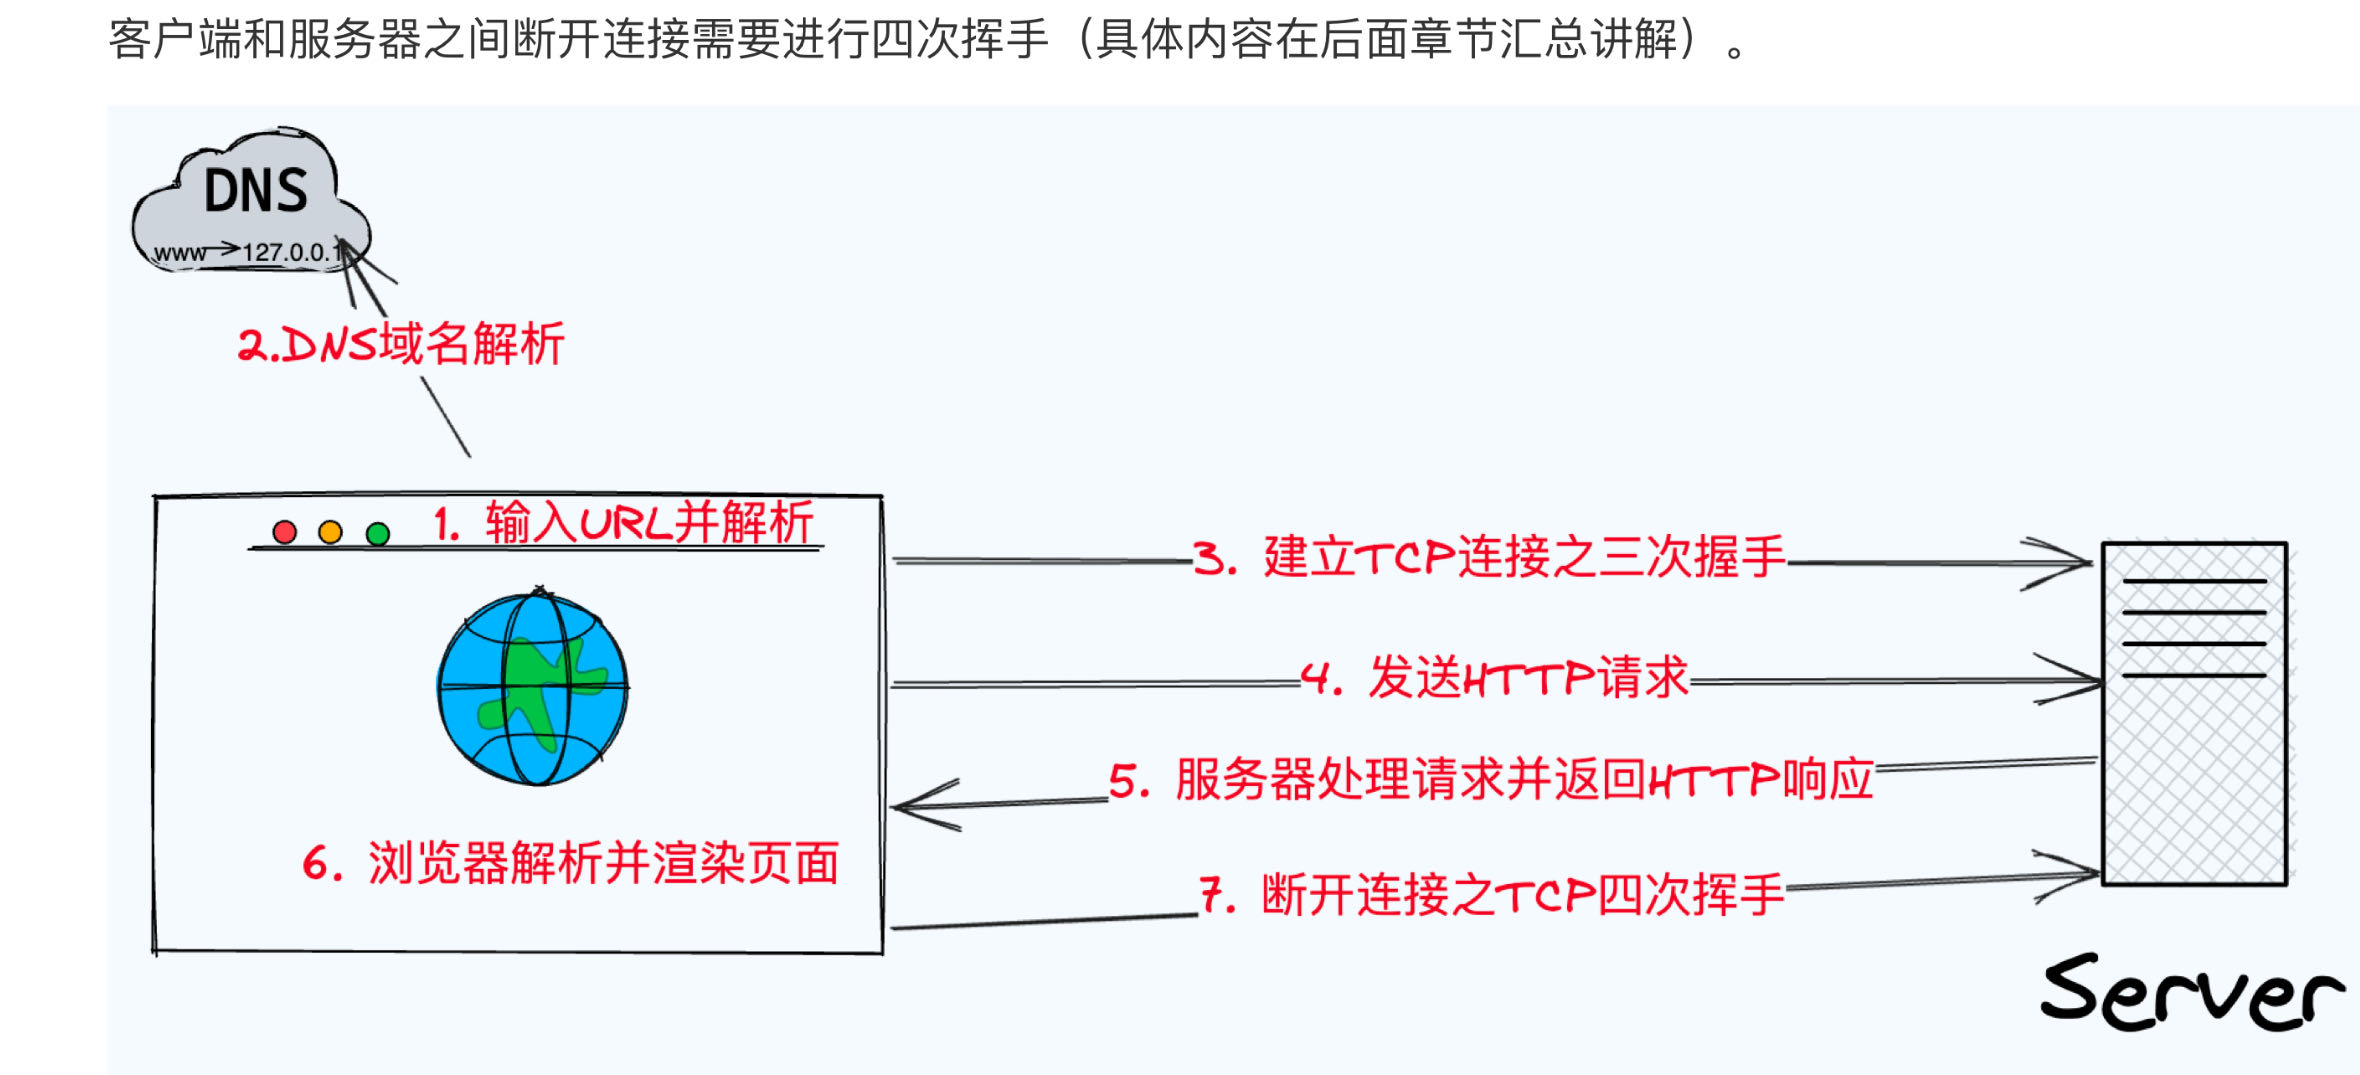 客户端和服务器之间断开连接需要进行四次挥手（具体内容在后面章节汇总讲解）。
DNS
www→127.0.0.1
2.DNS域名解析
1. 输入URL并解析
3. 建立TCP连接之三次握手
4. 发送HTTP请求
5. 服务器处理请求并返回HTTP响应
6. 浏览器解析并渲染页面
7. 断开连接之TCP四次挥手
Server